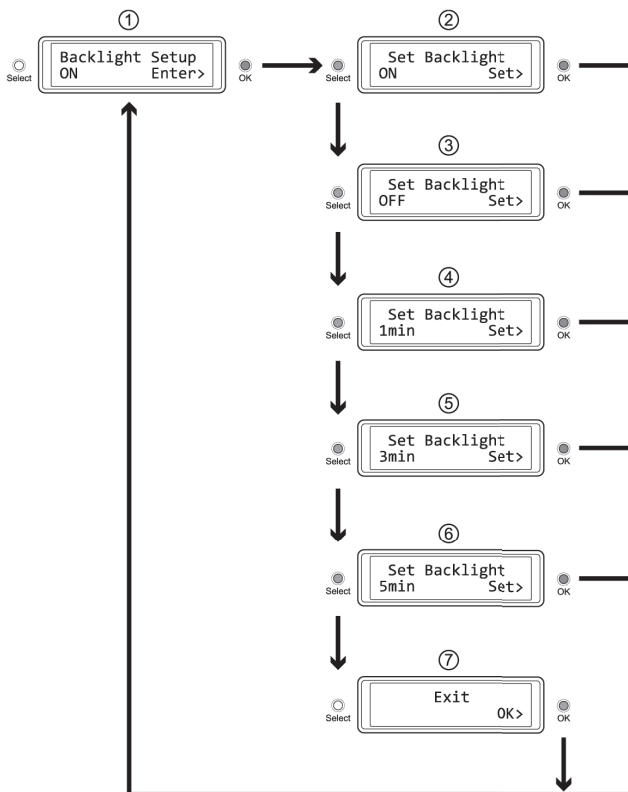 ①
Backlight Setup
ON Enter>
Select
OK
②
Set Backlight
ON Set>
Select
OK
③
Set Backlight
OFF Set>
Select
OK
④
Set Backlight
1min Set>
Select
OK
⑤
Set Backlight
3min Set>
Select
OK
⑥
Set Backlight
5min Set>
Select
OK
⑦
Exit
OK>
Select
OK